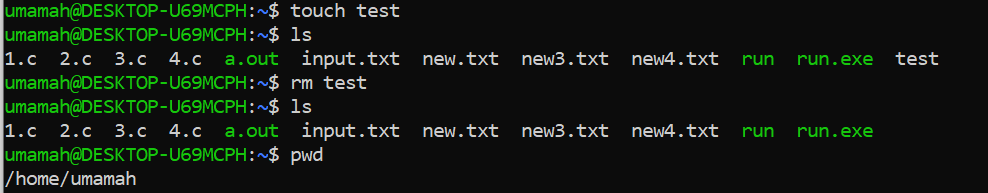 umamah@DESKTOP-U69MCPH:~$ touch test
umamah@DESKTOP-U69MCPH:~$ ls
1.c  2.c  3.c  4.c  a.out  input.txt  new.txt  new3.txt  new4.txt  run  run.exe  test
umamah@DESKTOP-U69MCPH:~$ rm test
umamah@DESKTOP-U69MCPH:~$ ls
1.c  2.c  3.c  4.c  a.out  input.txt  new.txt  new3.txt  new4.txt  run  run.exe
umamah@DESKTOP-U69MCPH:~$ pwd
/home/umamah